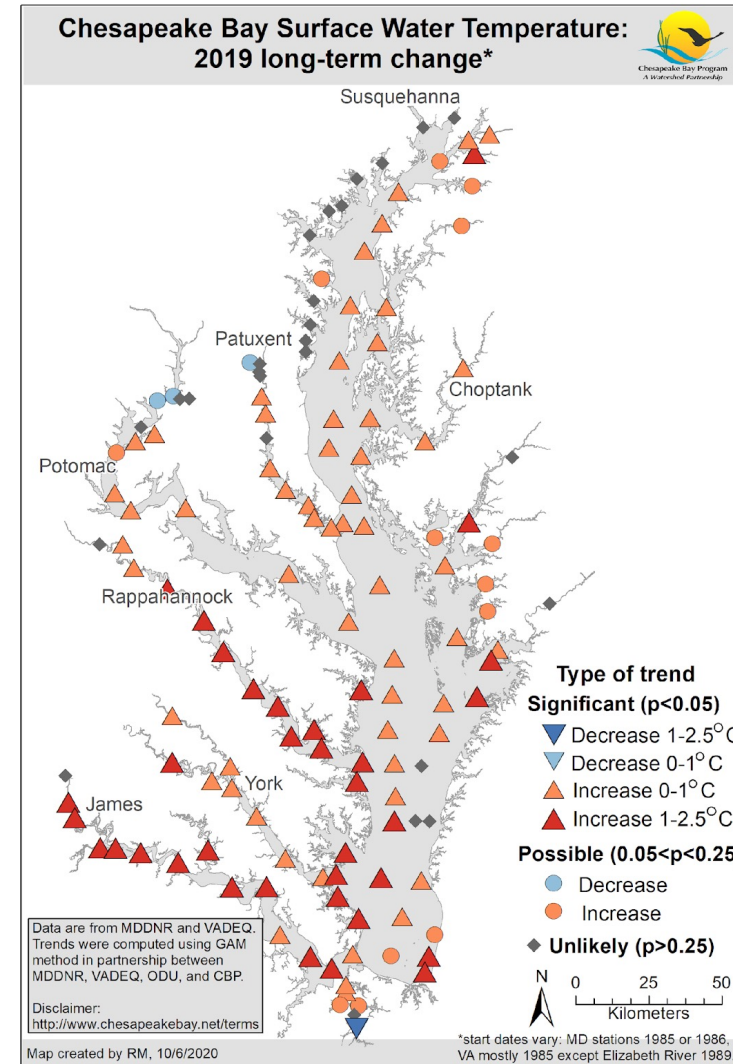 Chesapeake Bay Surface Water Temperature:
2019 long-term change*
Chesapeake Bay Program
A Watershed Partnership
Susquehanna
Patuxent
Choptank
Potomac
Rappahannock
York
James
Type of trend
Significant (p<0.05)
Decrease 1-2.5°C
Decrease 0-1°C
Increase 0-1°C
Increase 1-2.5°C
Possible (0.05<p<0.25
Decrease
Increase
Unlikely (p>0.25)
N
0 25 50
Kilometers
Data are from MDDNR and VADEQ.
Trends were computed using GAM
method in partnership between
MDDNR, VADEQ, ODU, and CBP.
Disclaimer:
http://www.chesapeakebay.net/terms
Map created by RM, 10/6/2020
*start dates vary: MD stations 1985 or 1986,
VA mostly 1985 except Elizabeth River 1989